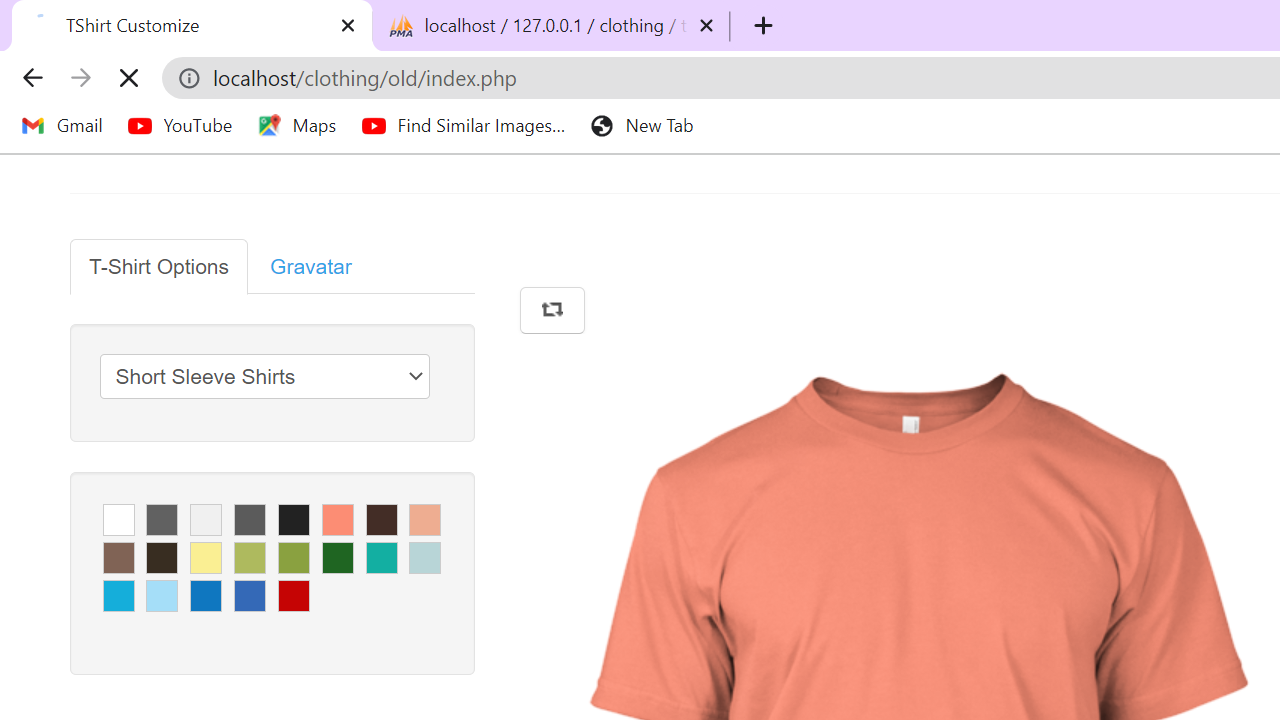 TShirt Customize
PMA localhost / 127.0.0.1 / clothing / t
localhost/clothing/old/index.php
Gmail YouTube Maps Find Similar Images... New Tab
T-Shirt Options Gravatar
Short Sleeve Shirts